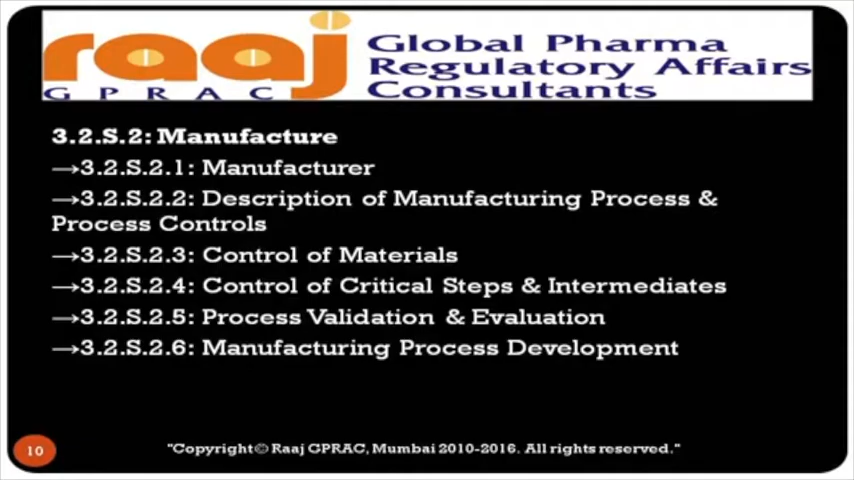 raaj
GPRAC
Global Pharma
Regulatory Affairs
Consultants
3.2.S.2: Manufacture
→3.2.S.2.1: Manufacturer
→3.2.S.2.2: Description of Manufacturing Process &
Process Controls
→3.2.S.2.3: Control of Materials
→3.2.S.2.4: Control of Critical Steps & Intermediates
→3.2.S.2.5: Process Validation & Evaluation
→3.2.S.2.6: Manufacturing Process Development
10
"Copyright© Raaj GPRAC, Mumbai 2010-2016. All rights reserved."